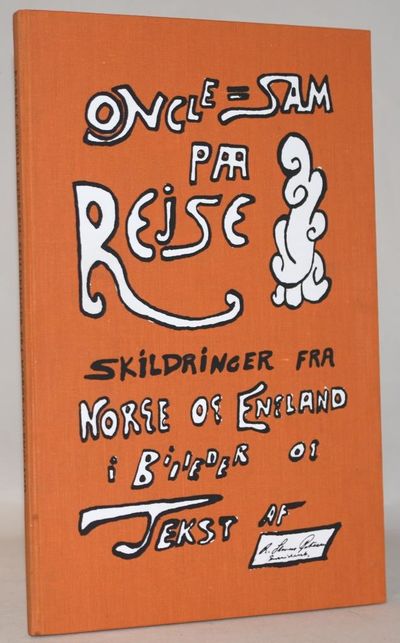 ONCLE=SAM
PAA
REJSE
SKILDRINGER FRA
NORGE OG ENGLAND
i BilleDER OG
TEKST AF